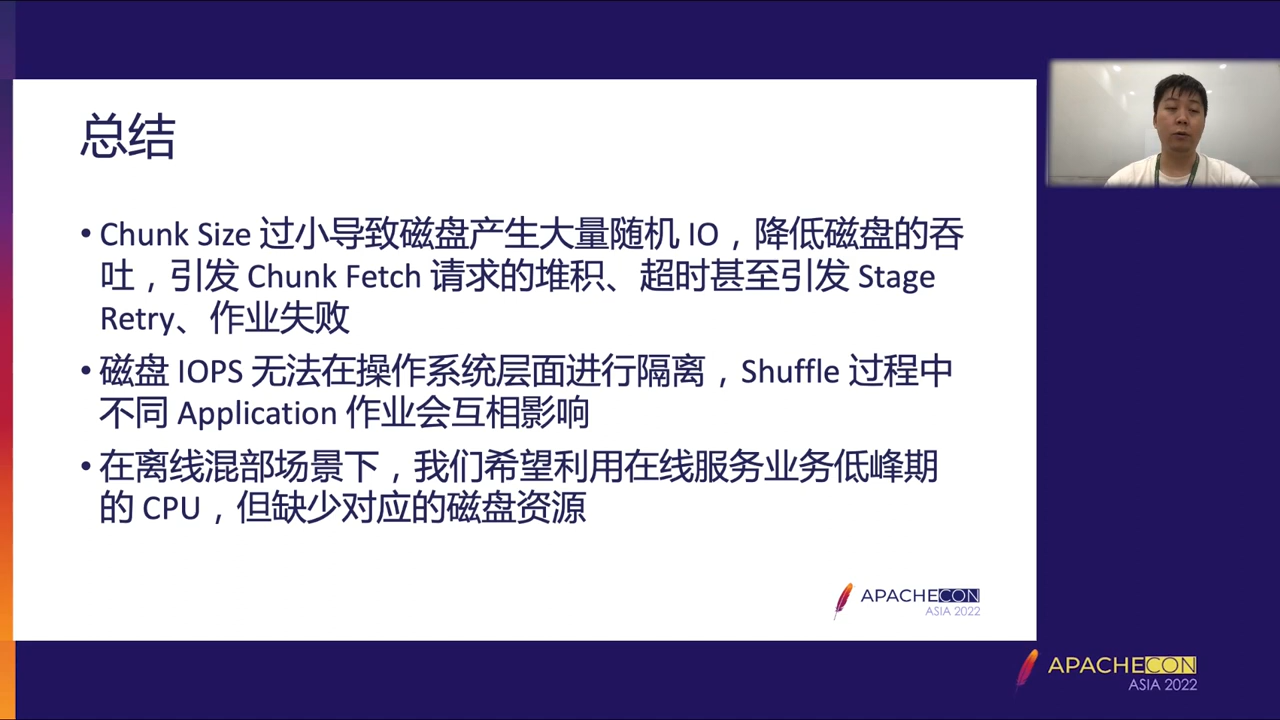 总结
• Chunk Size 过小导致磁盘产生大量随机 IO，降低磁盘的吞
吐，引发 Chunk Fetch 请求的堆积、超时甚至引发 Stage
Retry、作业失败
• 磁盘 IOPS 无法在操作系统层面进行隔离，Shuffle 过程中
不同 Application 作业会互相影响
• 在离线混部场景下，我们希望利用在线服务业务低峰期
的 CPU，但缺少对应的磁盘资源
APACHECON
ASIA 2022
APACHECON
ASIA 2022